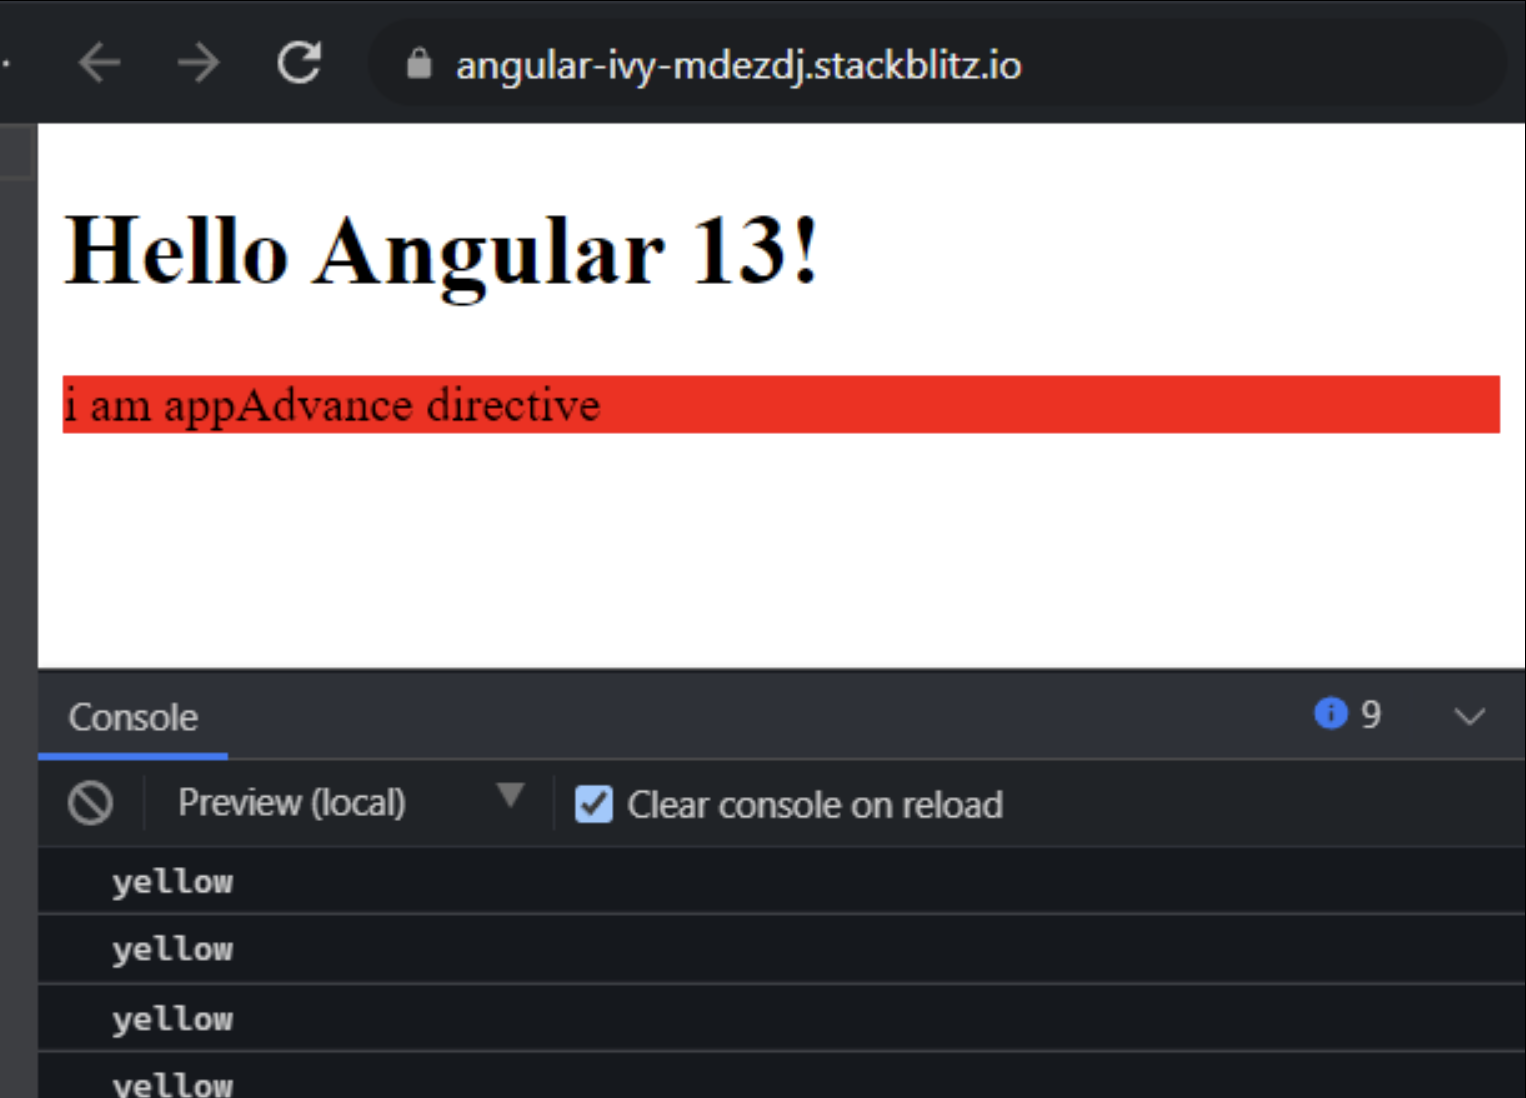 angular-ivy-mdezdj.stackblitz.io
Hello Angular 13!
i am appAdvance directive
Console
9
Preview (local)
Clear console on reload
yellow
yellow
yellow
yellow